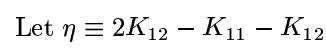 Let η ≡ 2K₁₂ − K₁₁ − K₁₂